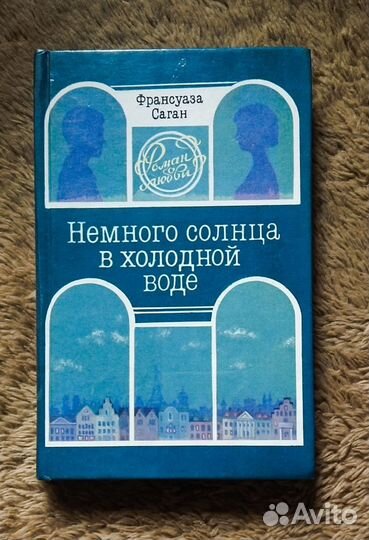 Франсуаза
Саган
Роман
о
любви
Немного солнца
в холодной
воде
Avito